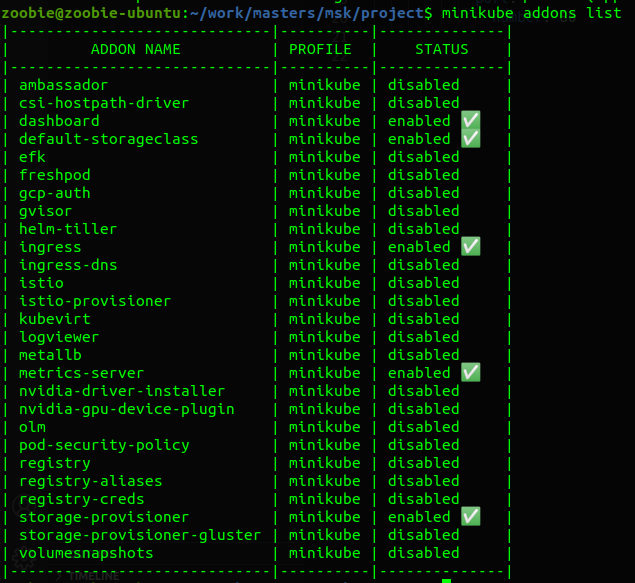 zoobie@zoobie-ubuntu:~/work/masters/msk/project$ minikube addons list
|-----------------------------|----------|--------------|
|         ADDON NAME          | PROFILE  |    STATUS    |
|-----------------------------|----------|--------------|
| ambassador                  | minikube | disabled     |
| csi-hostpath-driver         | minikube | disabled     |
| dashboard                   | minikube | enabled ✅   |
| default-storageclass        | minikube | enabled ✅   |
| efk                         | minikube | disabled     |
| freshpod                    | minikube | disabled     |
| gcp-auth                    | minikube | disabled     |
| gvisor                      | minikube | disabled     |
| helm-tiller                 | minikube | disabled     |
| ingress                     | minikube | enabled ✅   |
| ingress-dns                 | minikube | disabled     |
| istio                       | minikube | disabled     |
| istio-provisioner           | minikube | disabled     |
| kubevirt                    | minikube | disabled     |
| logviewer                   | minikube | disabled     |
| metallb                     | minikube | disabled     |
| metrics-server              | minikube | enabled ✅   |
| nvidia-driver-installer     | minikube | disabled     |
| nvidia-gpu-device-plugin    | minikube | disabled     |
| olm                         | minikube | disabled     |
| pod-security-policy         | minikube | disabled     |
| registry                    | minikube | disabled     |
| registry-aliases            | minikube | disabled     |
| registry-creds              | minikube | disabled     |
| storage-provisioner         | minikube | enabled ✅   |
| storage-provisioner-gluster | minikube | disabled     |
| volumesnapshots             | minikube | disabled     |
|-----------------------------|----------|--------------|
TIMELINE